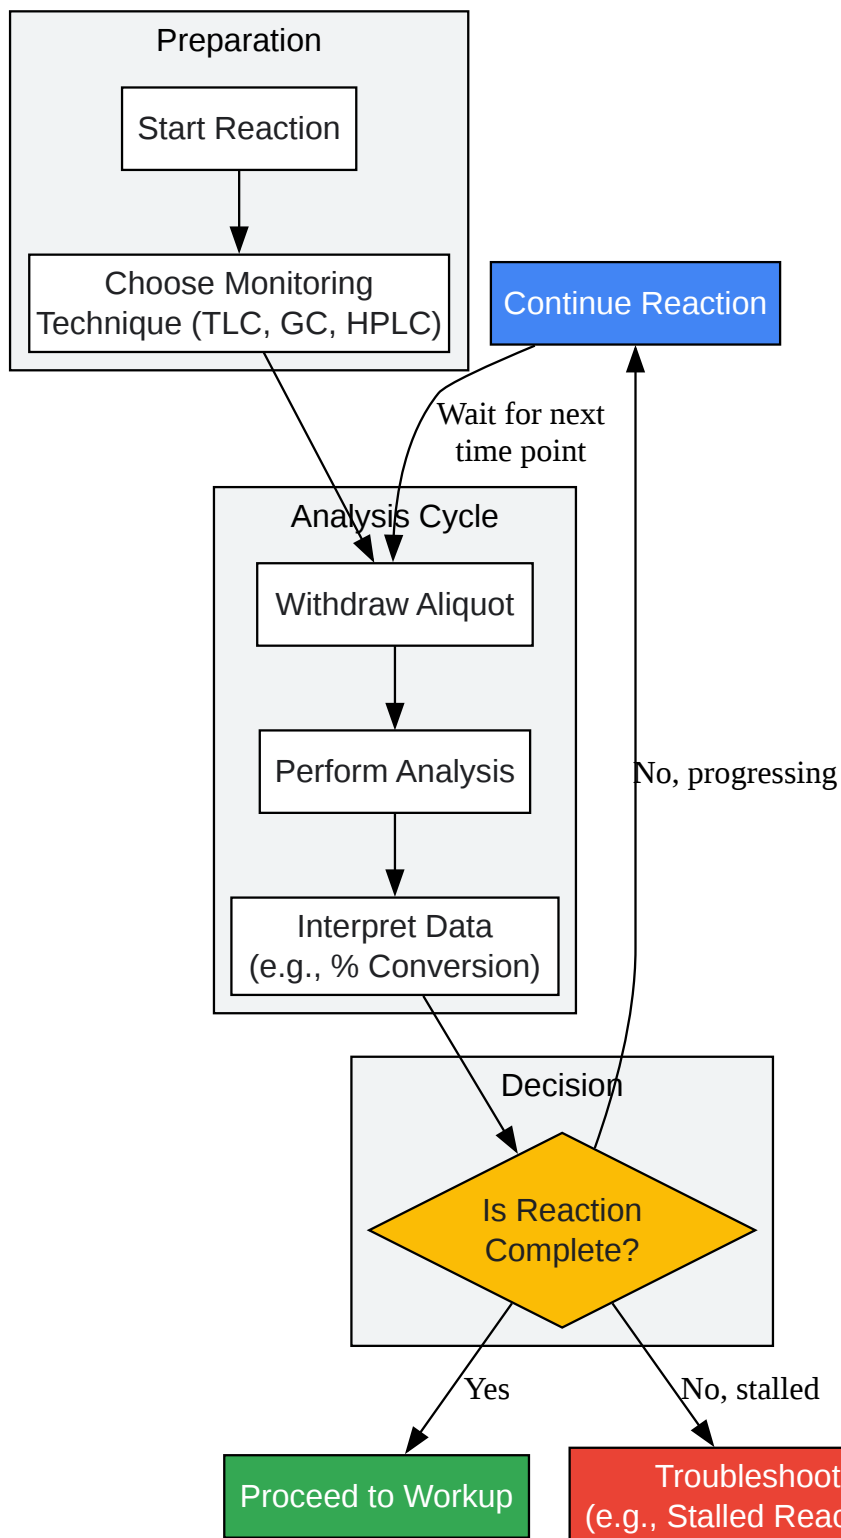 Preparation
Start Reaction
Choose Monitoring
Technique (TLC, GC, HPLC)
Continue Reaction
Wait for next
time point
Analysis Cycle
Withdraw Aliquot
Perform Analysis
No, progressing
Interpret Data
(e.g., % Conversion)
Decision
Is Reaction
Complete?
Yes
No, stalled
Proceed to Workup
Troubleshoot
(e.g., Stalled